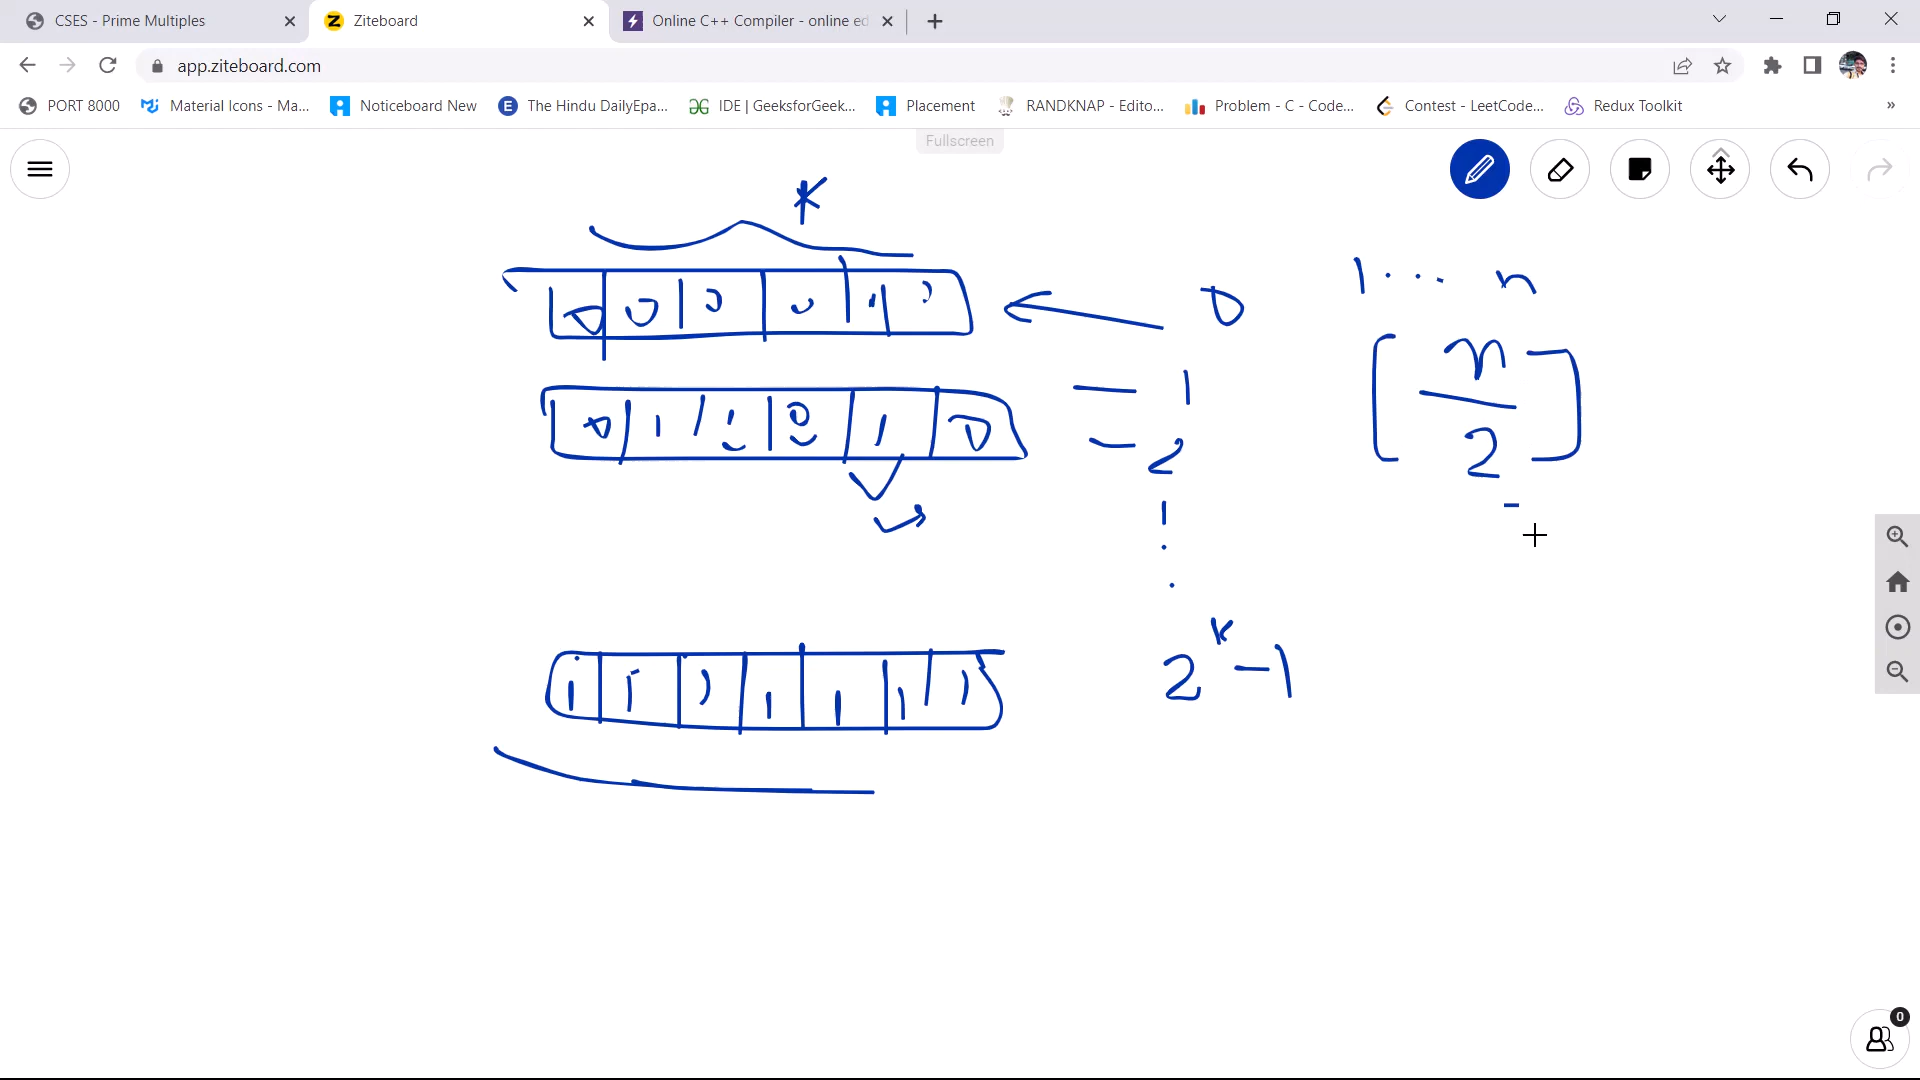 CSES - Prime Multiples
Ziteboard
Online C++ Compiler - online ed
app.ziteboard.com
PORT 8000
Material Icons - Ma...
Noticeboard New
The Hindu DailyEpa...
IDE | GeeksforGeek...
Placement
RANDKNAP - Edito...
Problem - C - Code...
Contest - LeetCode...
Redux Toolkit
»
Fullscreen
K
0 0 0 0 0
0
1 . . . n
[ n / 2 ]
0 1 1 0 1 0
- 1
- 2
2^k - 1
1 1 1 1 1 1 1
0